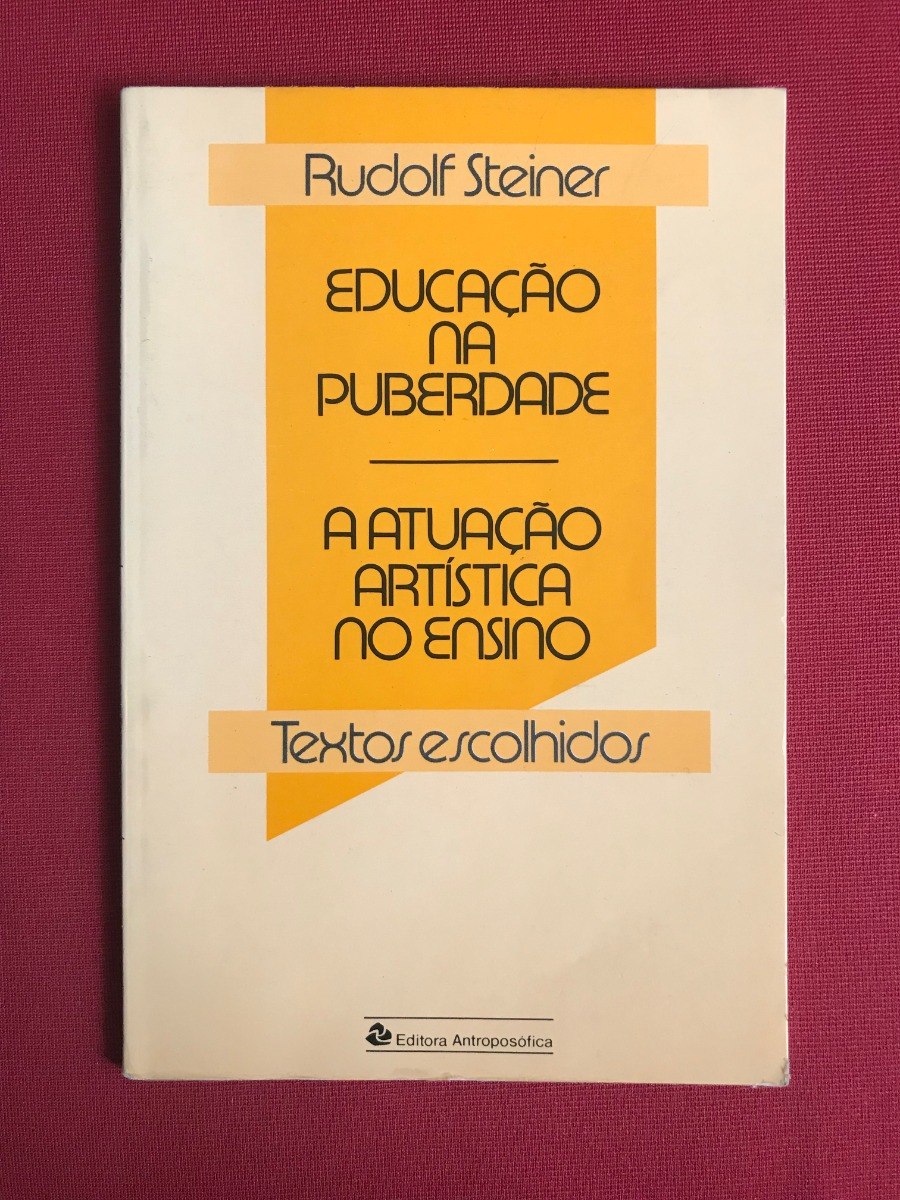 Rudolf Steiner
EDUCAÇÃO
NA
PUBERDADE
A ATUAÇÃO
ARTÍSTICA
NO ENSINO
Textos escolhidos
Editora Antroposófica